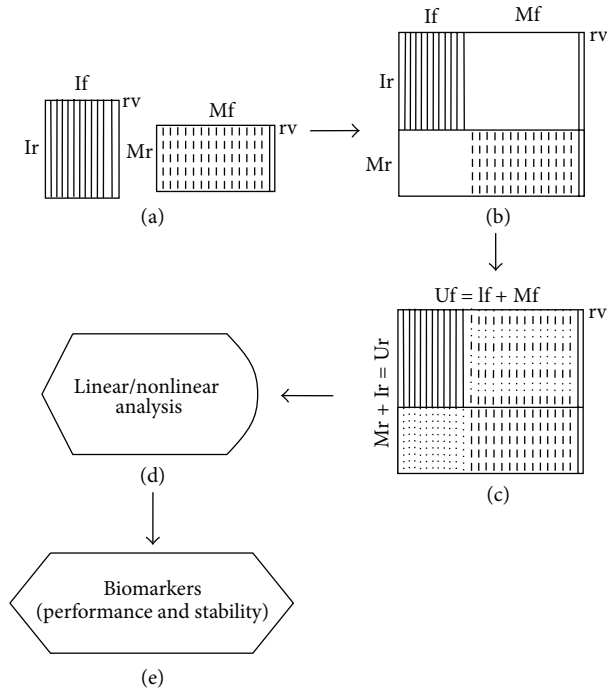 If
rv
Ir
Mf
rv
Mr
(a)
If
Mf
rv
Ir
Mr
(b)
Uf = lf + Mf
rv
Mr + Ir = Ur
(c)
Linear/nonlinear
analysis
(d)
Biomarkers
(performance and stability)
(e)